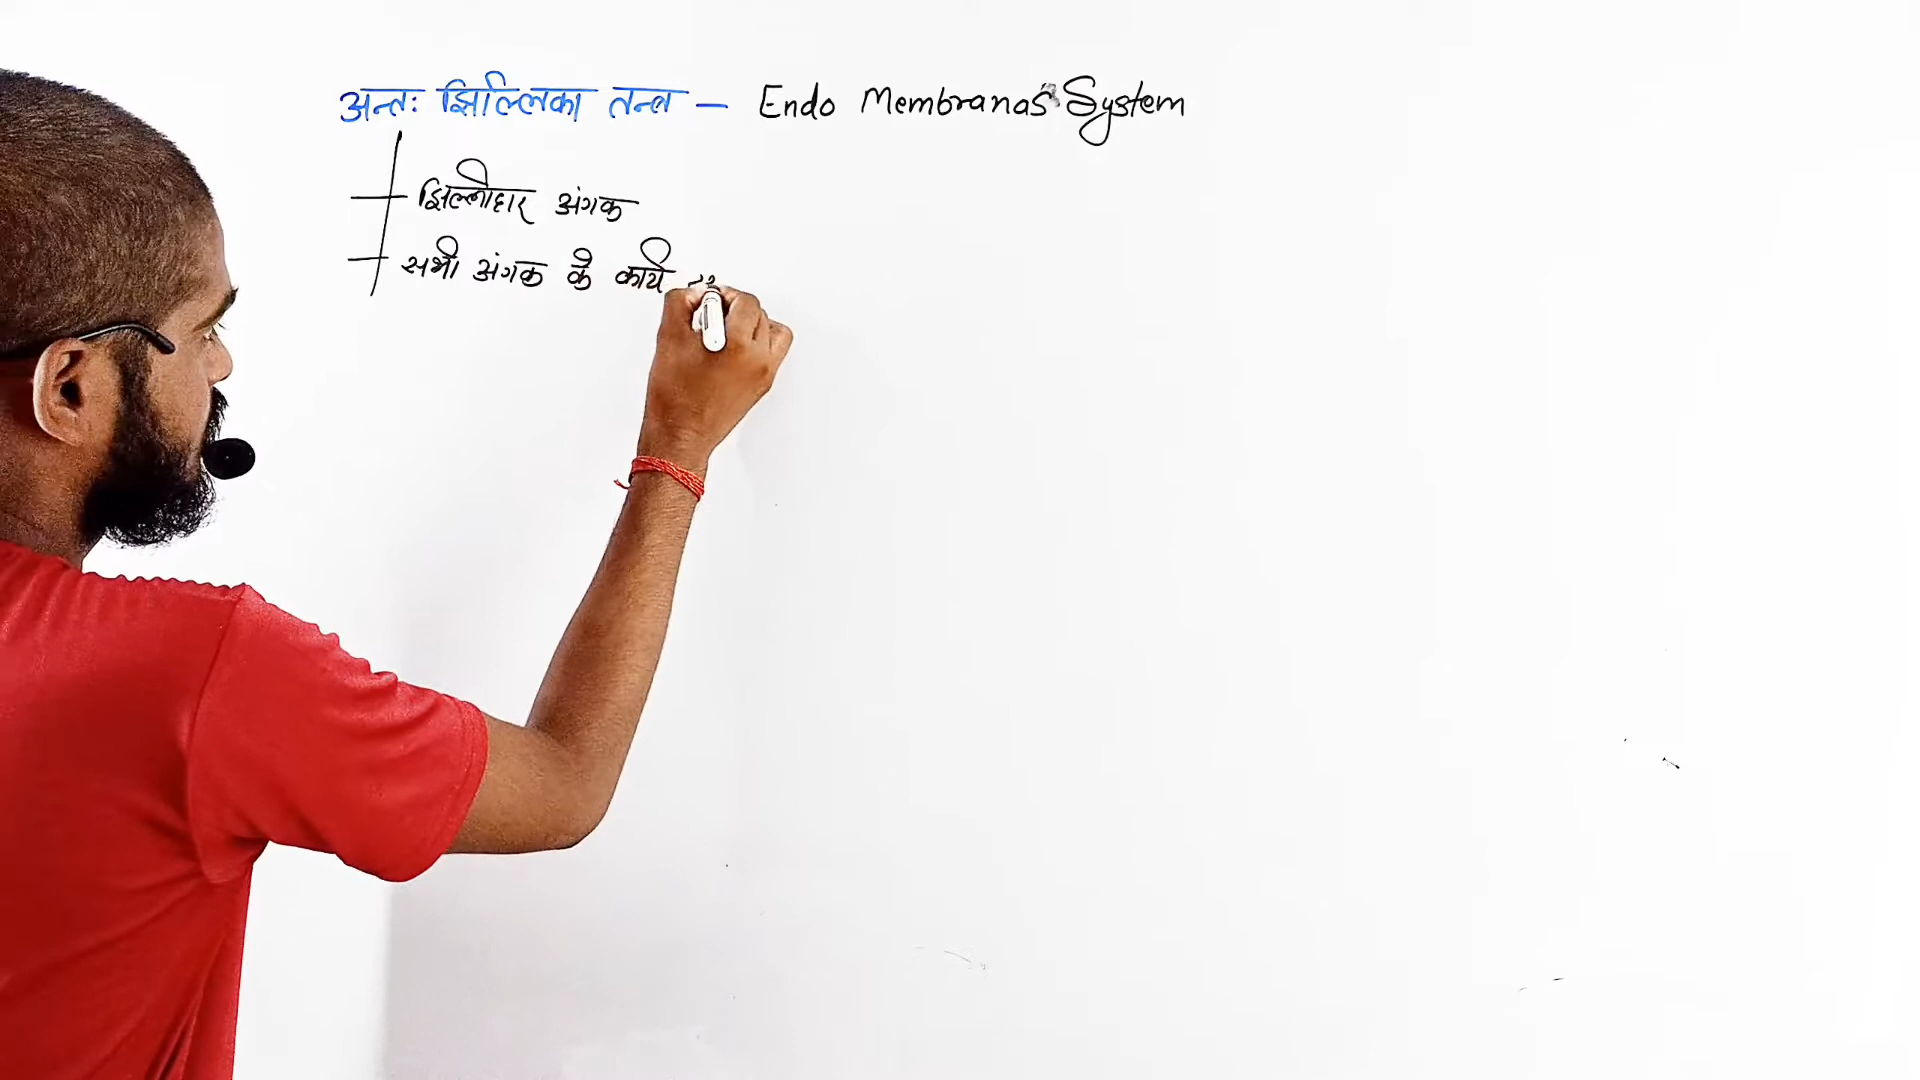 अन्तः झिल्लिका तन्त्र — Endo Membranas System
झिल्लीदार अंगक
सभी अंगक के कार्य